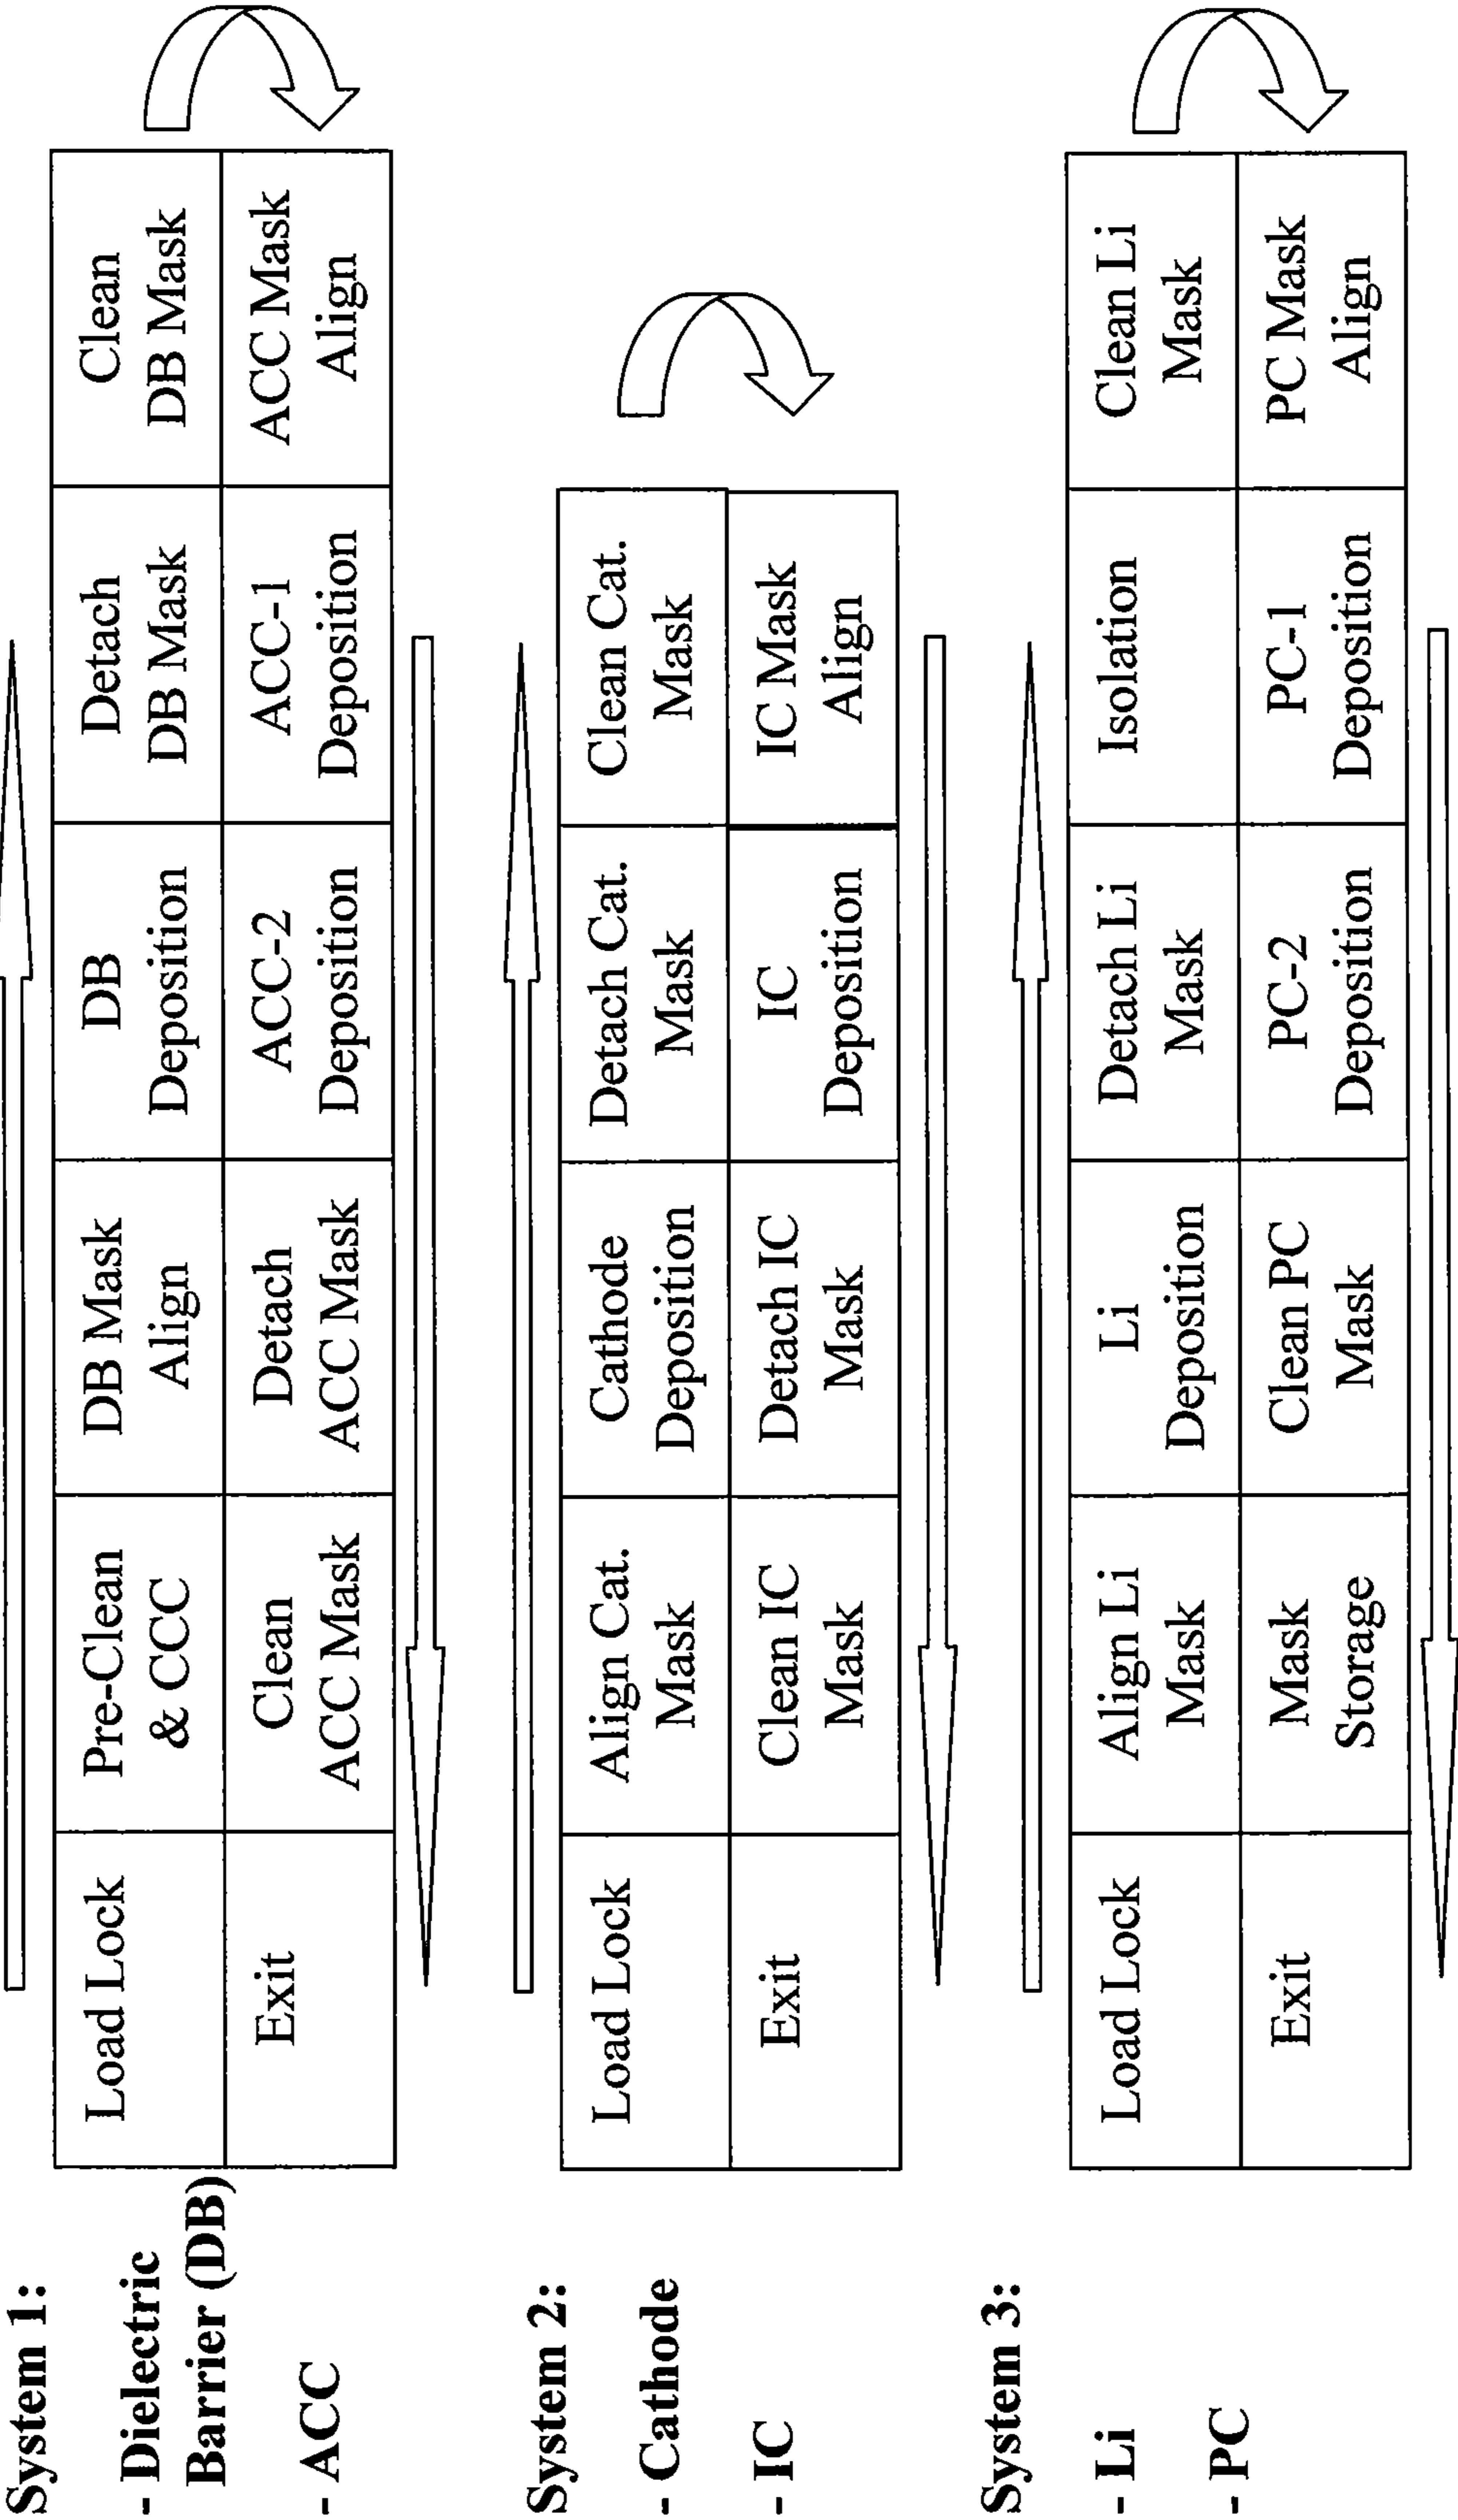 System 1:
- Dielectric
Barrier (DB)
- ACC
Load Lock
Pre-Clean
& CCC
DB Mask
Align
DB
Deposition
Detach
DB Mask
Clean
DB Mask
Exit
Clean
ACC Mask
Detach
ACC Mask
ACC-2
Deposition
ACC-1
Deposition
ACC Mask
Align
System 2:
- Cathode
- IC
Load Lock
Align Cat.
Mask
Cathode
Deposition
Detach Cat.
Mask
Clean Cat.
Mask
Exit
Clean IC
Mask
Detach IC
Mask
IC
Deposition
IC Mask
Align
System 3:
- Li
- PC
Load Lock
Align Li
Mask
Li
Deposition
Detach Li
Mask
Isolation
Clean Li
Mask
Exit
Mask
Storage
Clean PC
Mask
PC-2
Deposition
PC-1
Deposition
PC Mask
Align